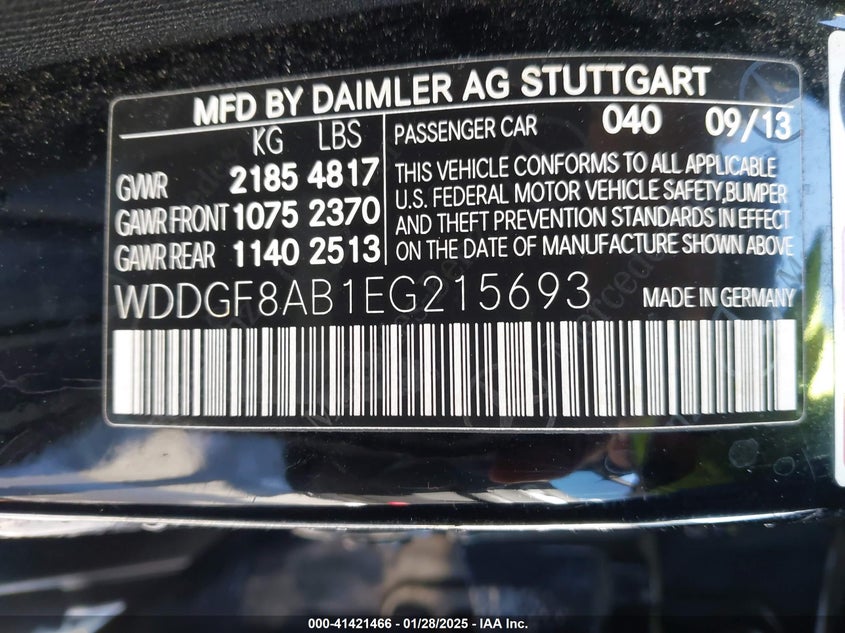 MFD BY DAIMLER AG STUTTGART
KG LBS
GVWR 2185 4817
GAWR FRONT 1075 2370
GAWR REAR 1140 2513
PASSENGER CAR 040 09/13
THIS VEHICLE CONFORMS TO ALL APPLICABLE
U.S. FEDERAL MOTOR VEHICLE SAFETY,BUMPER
AND THEFT PREVENTION STANDARDS IN EFFECT
ON THE DATE OF MANUFACTURE SHOWN ABOVE
WDDGF8AB1EG215693 MADE IN GERMANY
000-41421466 - 01/28/2025 - IAA Inc.